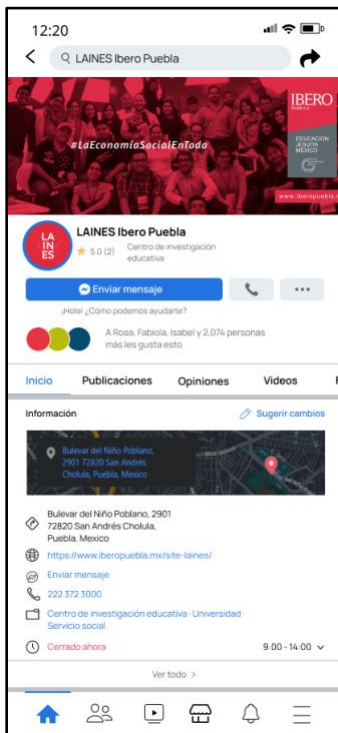 12:20
LAINES Ibero Puebla
IBERO
PUEBLA
#LaEconomíaSocialEnTodo
EDUCACIÓN
JESUITA
MÉXICO
www.iberopuebla.
LA
IN
ES
LAINES Ibero Puebla
5.0 (2)
Centro de investigación
educativa
Enviar mensaje
¡Hola! ¿Cómo podemos ayudarte?
A Rosa, Fabiola, Isabel y 2,074 personas
más les gusta esto
Inicio Publicaciones Opiniones Videos F
Información Sugerir cambios
Bulevar del Niño Poblano,
2901 72820 San Andrés
Cholula, Puebla, Mexico
Bulevar del Niño Poblano, 2901
72820 San Andrés Cholula,
Puebla, Mexico
https://www.iberopuebla.mx/site-laines/
Enviar mensaje
222 372 3000
Centro de investigación educativa · Universidad ·
Servicio social
Cerrado ahora 9:00 - 14:00
Ver todo >